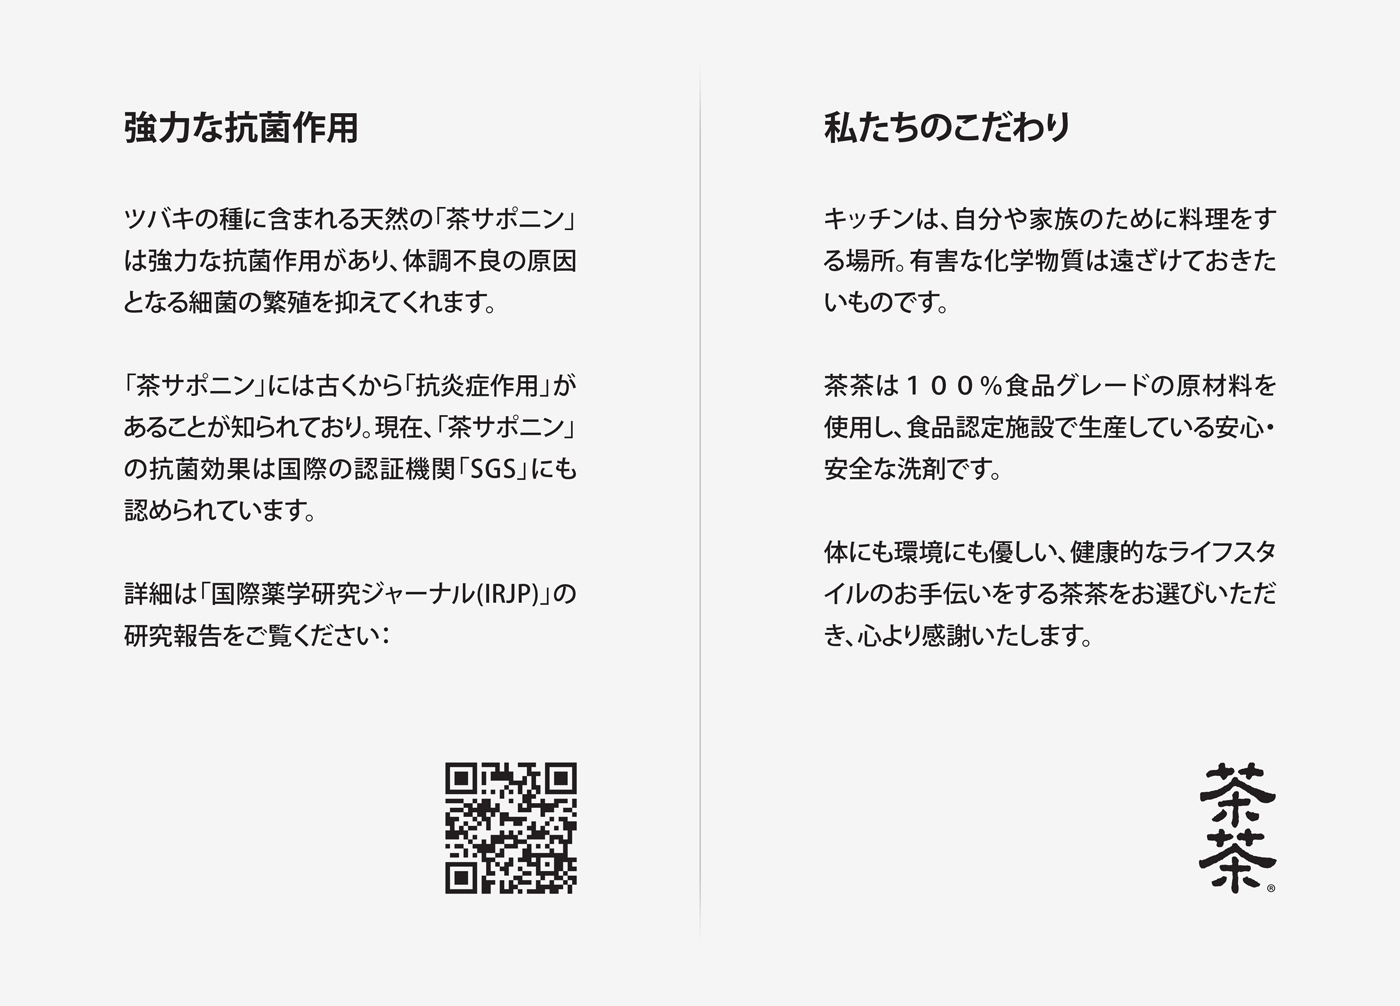 強力な抗菌作用
ツバキの種に含まれる天然の「茶サポニン」
は強力な抗菌作用があり、体調不良の原因
となる細菌の繁殖を抑えてくれます。
「茶サポニン」には古くから「抗炎症作用」が
あることが知られており。現在、「茶サポニン」
の抗菌効果は国際の認証機関「SGS」にも
認められています。
詳細は「国際薬学研究ジャーナル(IRJP)」の
研究報告をご覧ください：
私たちのこだわり
キッチンは、自分や家族のために料理をす
る場所。有害な化学物質は遠ざけておきた
いものです。
茶茶は１００％食品グレードの原材料を
使用し、食品認定施設で生産している安心・
安全な洗剤です。
体にも環境にも優しい、健康的なライフスタ
イルのお手伝いをする茶茶をお選びいただ
き、心より感謝いたします。
茶茶®